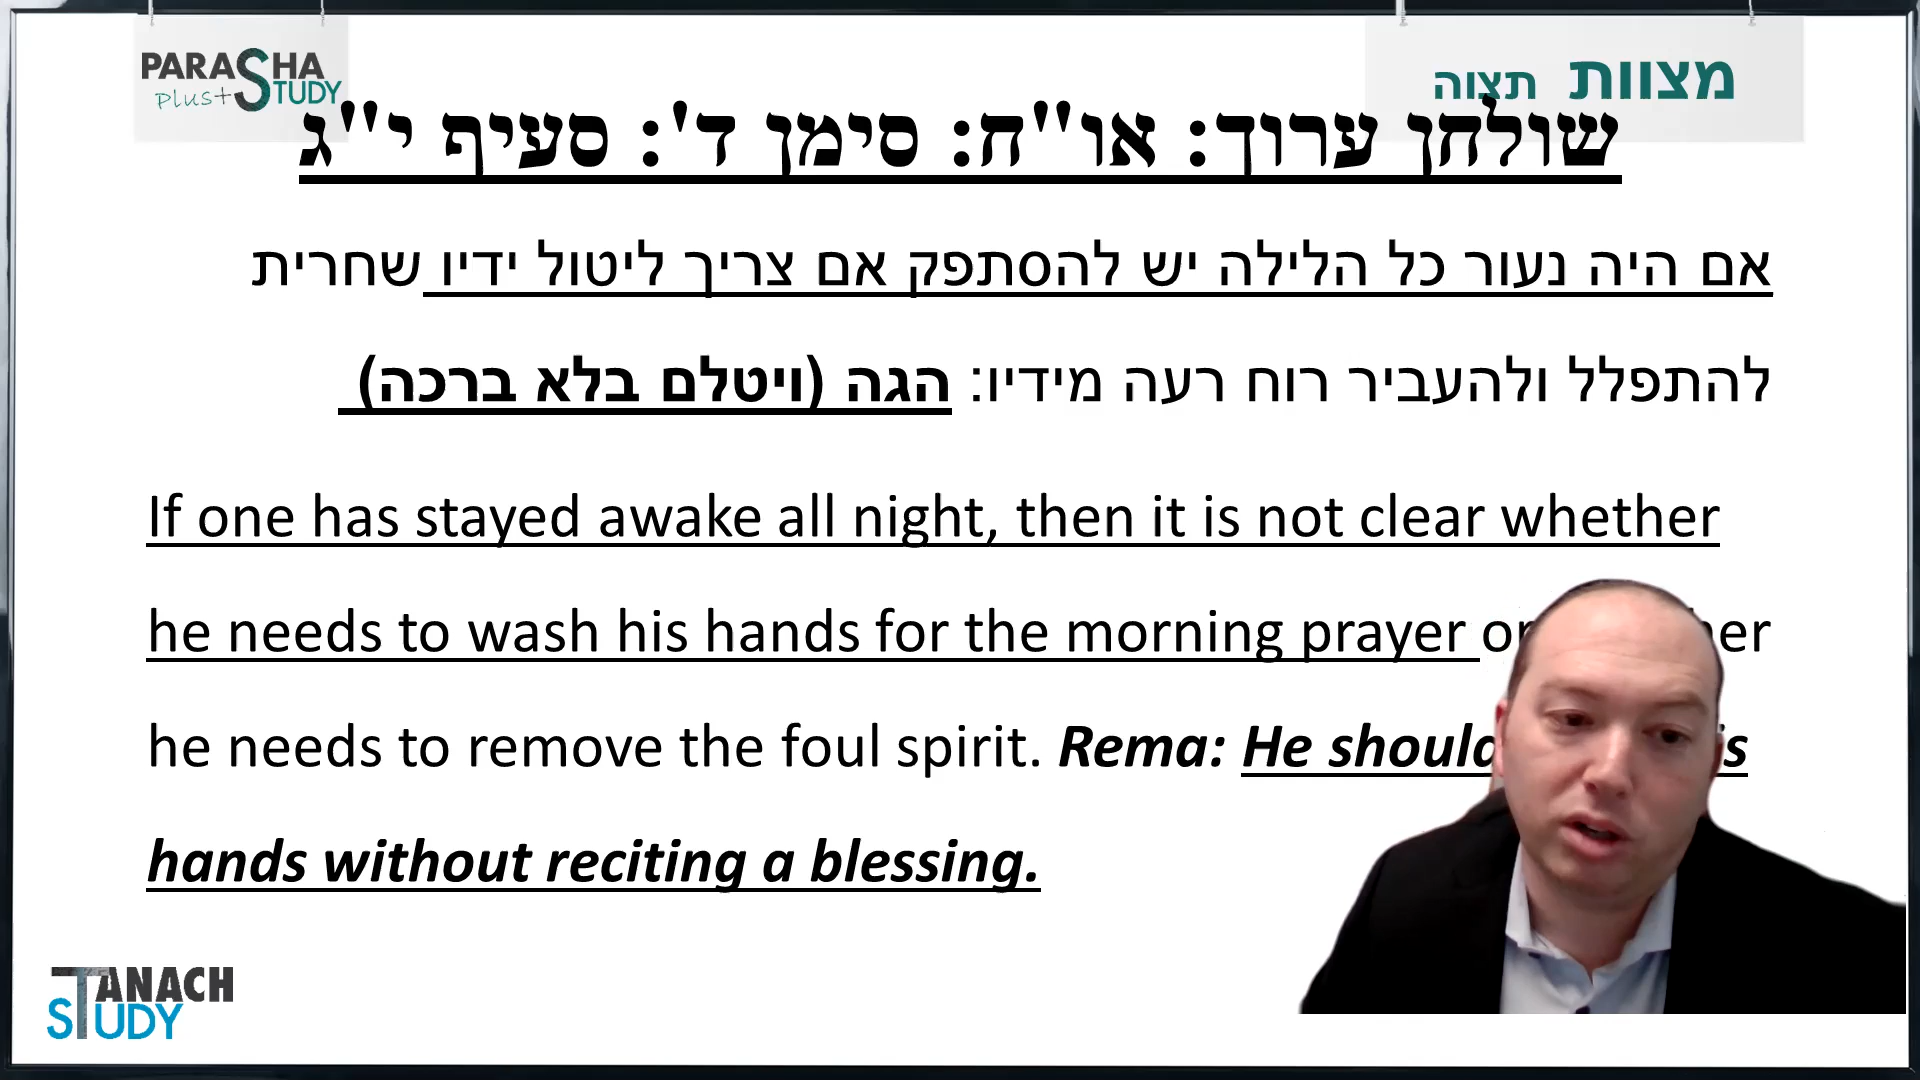 PARASHA
plus+ STUDY
מצוות תצוה
שולחן ערוך: או"ח: סימן ד': סעיף י"ג
אם היה נעור כל הלילה יש להסתפק אם צריך ליטול ידיו שחרית
להתפלל ולהעביר רוח רעה מידיו: הגה (ויטלם בלא ברכה)
If one has stayed awake all night, then it is not clear whether
he needs to wash his hands for the morning prayer
he needs to remove the foul spirit. Rema: He should
hands without reciting a blessing.
TANACH
STUDY